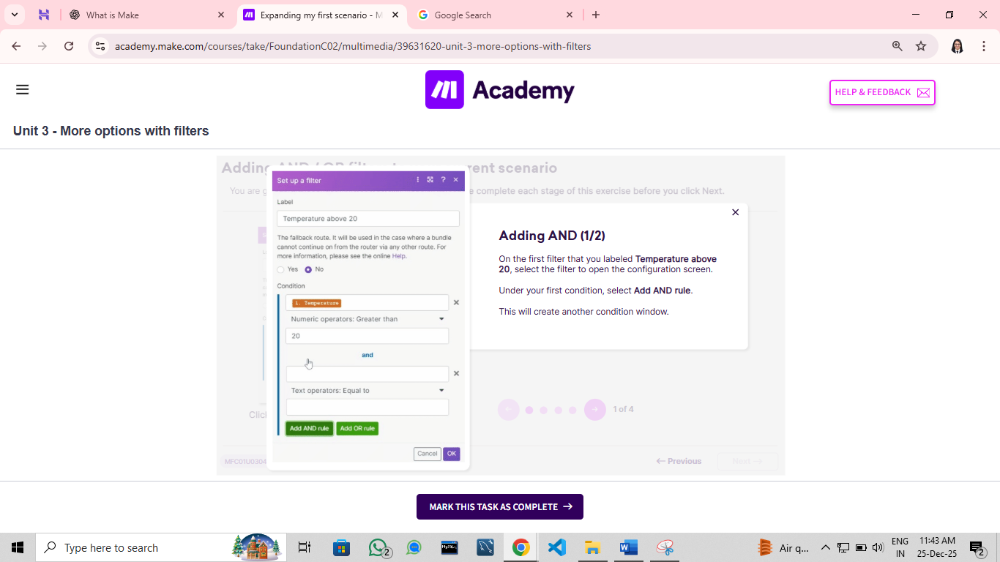 What is Make
Expanding my first scenario - M
Google Search
academy.make.com/courses/take/FoundationC02/multimedia/39631620-unit-3-more-options-with-filters
Academy
HELP & FEEDBACK
Unit 3 - More options with filters
Adding AND / OR filter
rent scenario
You are g
e complete each stage of this exercise before you click Next.
Set up a filter
Label
Temperature above 20
The fallback route. It will be used in the case where a bundle
cannot continue on from the router via any other route. For
more information, please see the online Help.
Yes No
Condition
1. Temperature
Numeric operators: Greater than
20
and
Text operators: Equal to
Add AND rule Add OR rule
Cancel OK
Adding AND (1/2)
On the first filter that you labeled Temperature above
20, select the filter to open the configuration screen.
Under your first condition, select Add AND rule.
This will create another condition window.
Clic
1 of 4
MFC01U0304
Previous
Next
MARK THIS TASK AS COMPLETE
Type here to search
2
MySQL
Air q...
ENG
IN
11:43 AM
25-Dec-25
2